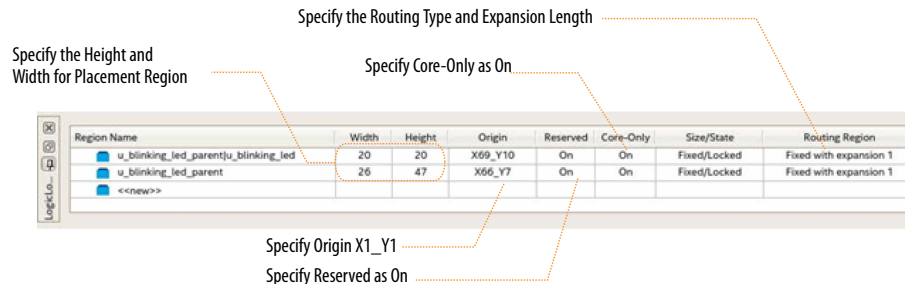 Specify the Routing Type and Expansion Length
Specify the Height and
Width for Placement Region
Specify Core-Only as On
Region Name Width Height Origin Reserved Core-Only Size/State Routing Region
u_blinking_led_parent|u_blinking_led 20 20 X69_Y10 On On Fixed/Locked Fixed with expansion 1
u_blinking_led_parent 26 47 X66_Y7 On On Fixed/Locked Fixed with expansion 1
<<new>>
LogicLo...
Specify Origin X1_Y1
Specify Reserved as On